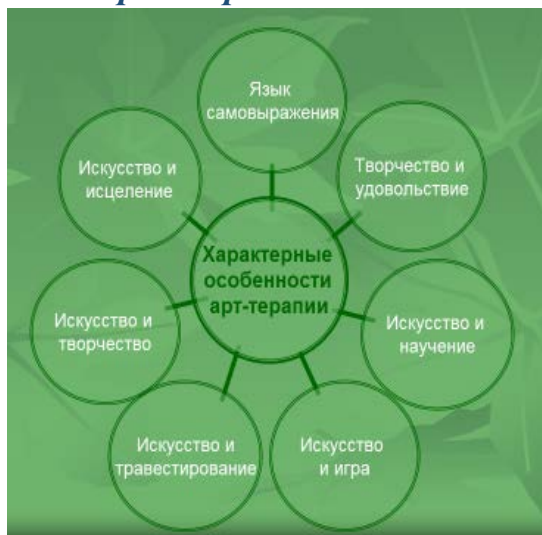 Язык
самовыражения
Творчество и
удовольствие
Искусство и
исцеление
Характерные
особенности
арт-терапии
Искусство и
творчество
Искусство и
научение
Искусство и
травестирование
Искусство
и игра